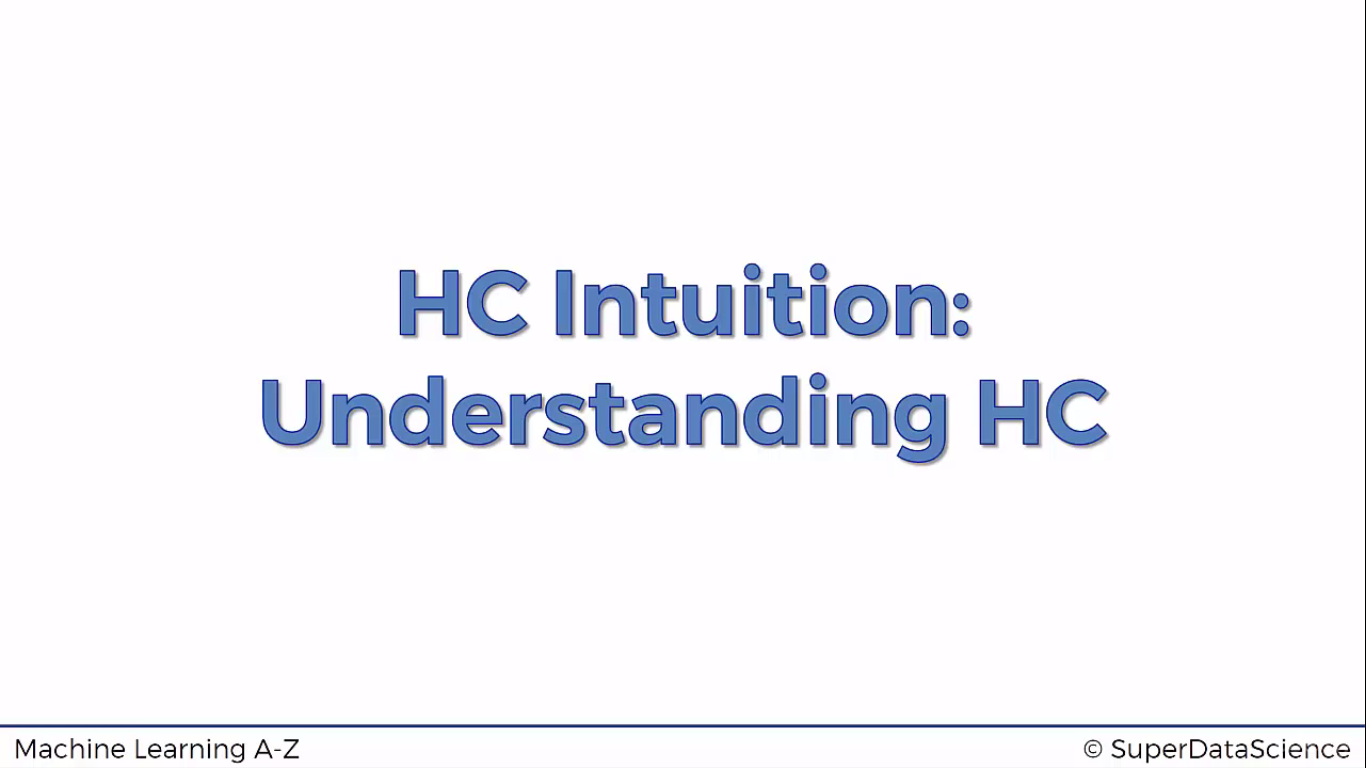 HC Intuition:
Understanding HC
Machine Learning A-Z
© SuperDataScience